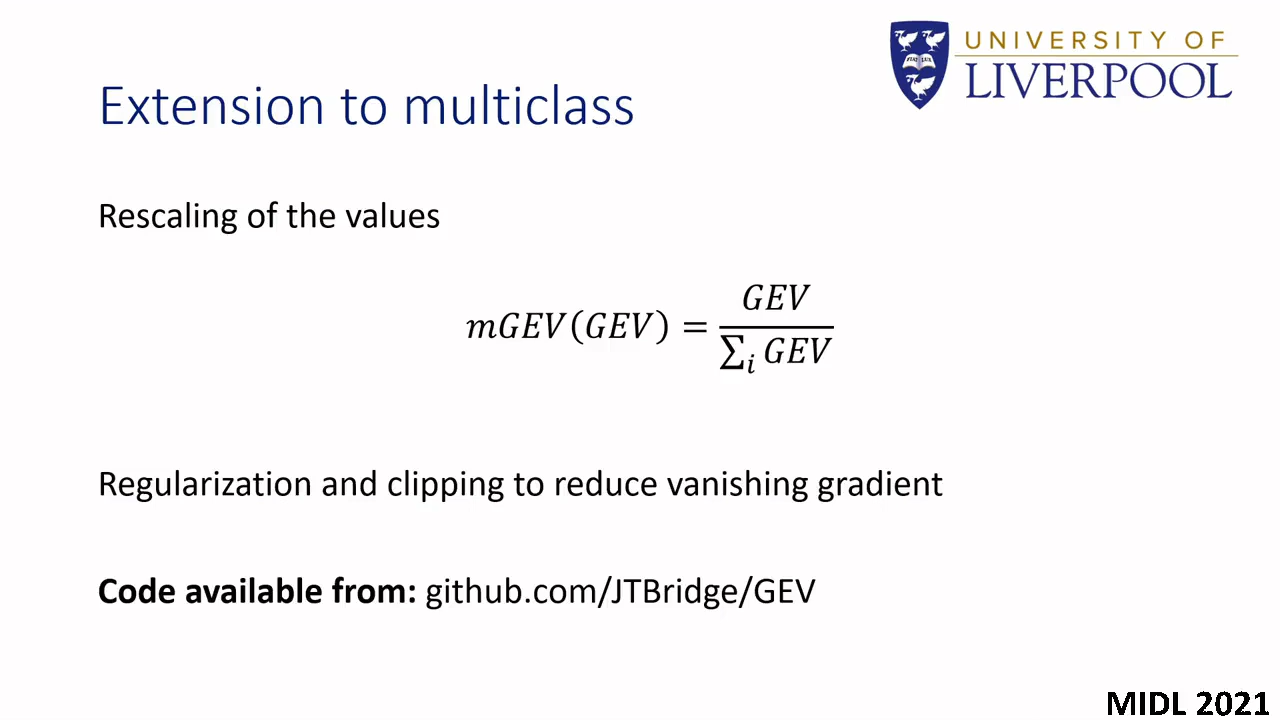 UNIVERSITY OF
LIVERPOOL
Extension to multiclass
Rescaling of the values
mGEV(GEV) = GEV / ∑i GEV
Regularization and clipping to reduce vanishing gradient
Code available from: github.com/JTBridge/GEV
MIDL 2021